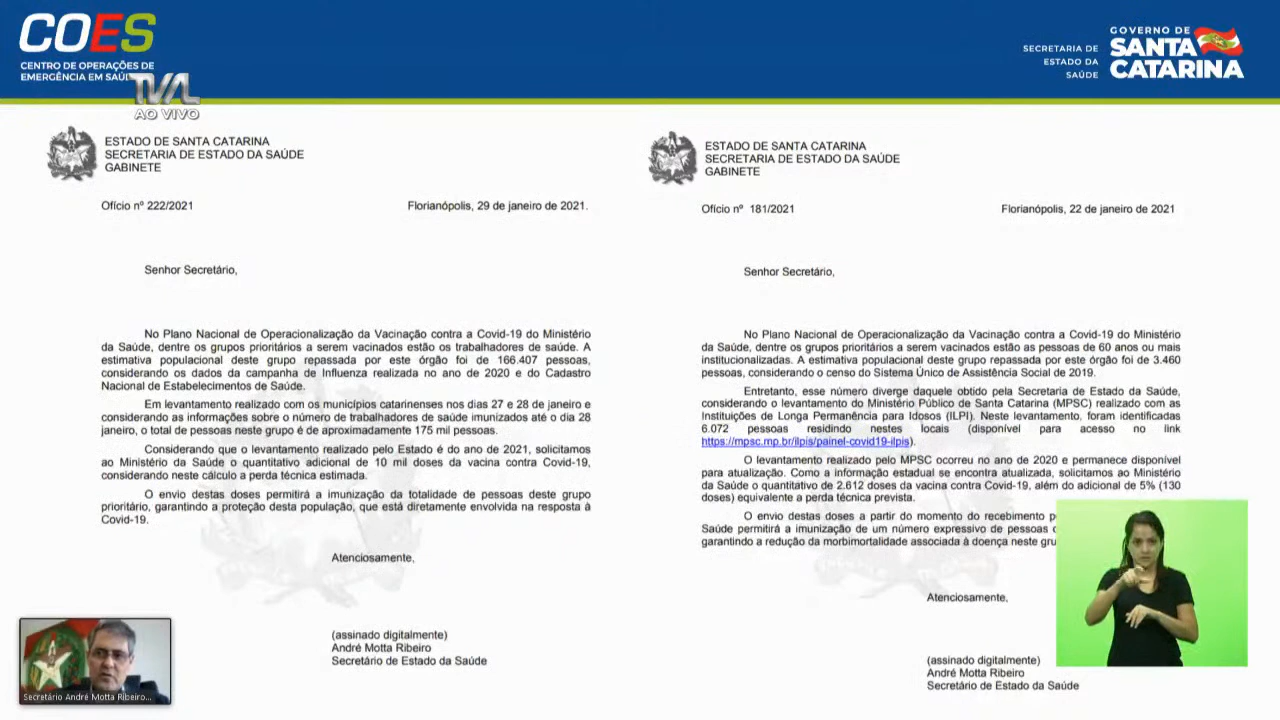 COES
CENTRO DE OPERAÇÕES DE
EMERGÊNCIA EM SAÚDE
TVAL
AO VIVO
SECRETARIA DE
ESTADO DA
SAÚDE
GOVERNO DE
SANTA
CATARINA
ESTADO DE SANTA CATARINA
SECRETARIA DE ESTADO DA SAÚDE
GABINETE
Ofício nº 222/2021
Florianópolis, 29 de janeiro de 2021.
Senhor Secretário,
No Plano Nacional de Operacionalização da Vacinação contra a Covid-19 do Ministério
da Saúde, dentre os grupos prioritários a serem vacinados estão os trabalhadores de saúde. A
estimativa populacional deste grupo repassada por este órgão foi de 166.407 pessoas,
considerando os dados da campanha de Influenza realizada no ano de 2020 e do Cadastro
Nacional de Estabelecimentos de Saúde.
Em levantamento realizado com os municípios catarinenses nos dias 27 e 28 de janeiro e
considerando as informações sobre o número de trabalhadores de saúde imunizados até o dia 28
janeiro, o total de pessoas neste grupo é de aproximadamente 175 mil pessoas.
Considerando que o levantamento realizado pelo Estado é do ano de 2021, solicitamos
ao Ministério da Saúde o quantitativo adicional de 10 mil doses da vacina contra Covid-19,
considerando neste cálculo a perda técnica estimada.
O envio destas doses permitirá a imunização da totalidade de pessoas deste grupo
prioritário, garantindo a proteção desta população, que está diretamente envolvida na resposta à
Covid-19.
Atenciosamente,
(assinado digitalmente)
André Motta Ribeiro
Secretário de Estado da Saúde
ESTADO DE SANTA CATARINA
SECRETARIA DE ESTADO DA SAÚDE
GABINETE
Ofício nº 181/2021
Florianópolis, 22 de janeiro de 2021
Senhor Secretário,
No Plano Nacional de Operacionalização da Vacinação contra a Covid-19 do Ministério
da Saúde, dentre os grupos prioritários a serem vacinados estão as pessoas de 60 anos ou mais
institucionalizadas. A estimativa populacional deste grupo repassada por este órgão foi de 3.460
pessoas, considerando o censo do Sistema Único de Assistência Social de 2019.
Entretanto, esse número diverge daquele obtido pela Secretaria de Estado da Saúde,
considerando o levantamento do Ministério Público de Santa Catarina (MPSC) realizado com as
Instituições de Longa Permanência para Idosos (ILPI). Neste levantamento, foram identificadas
6.072 pessoas residindo nestes locais (disponível para acesso no link
https://mpsc.mp.br/ilpis/painel-covid19-ilpis).
O levantamento realizado pelo MPSC ocorreu no ano de 2020 e permanece disponível
para atualização. Como a informação estadual se encontra atualizada, solicitamos ao Ministério
da Saúde o quantitativo de 2.612 doses da vacina contra Covid-19, além do adicional de 5% (130
doses) equivalente a perda técnica prevista.
O envio destas doses a partir do momento do recebimento
Saúde permitirá a imunização de um número expressivo de pessoas
garantindo a redução da morbimortalidade associada à doença neste
Atenciosamente,
(assinado digitalmente)
André Motta Ribeiro
Secretário de Estado da Saúde
Secretário André Motta Ribeiro...